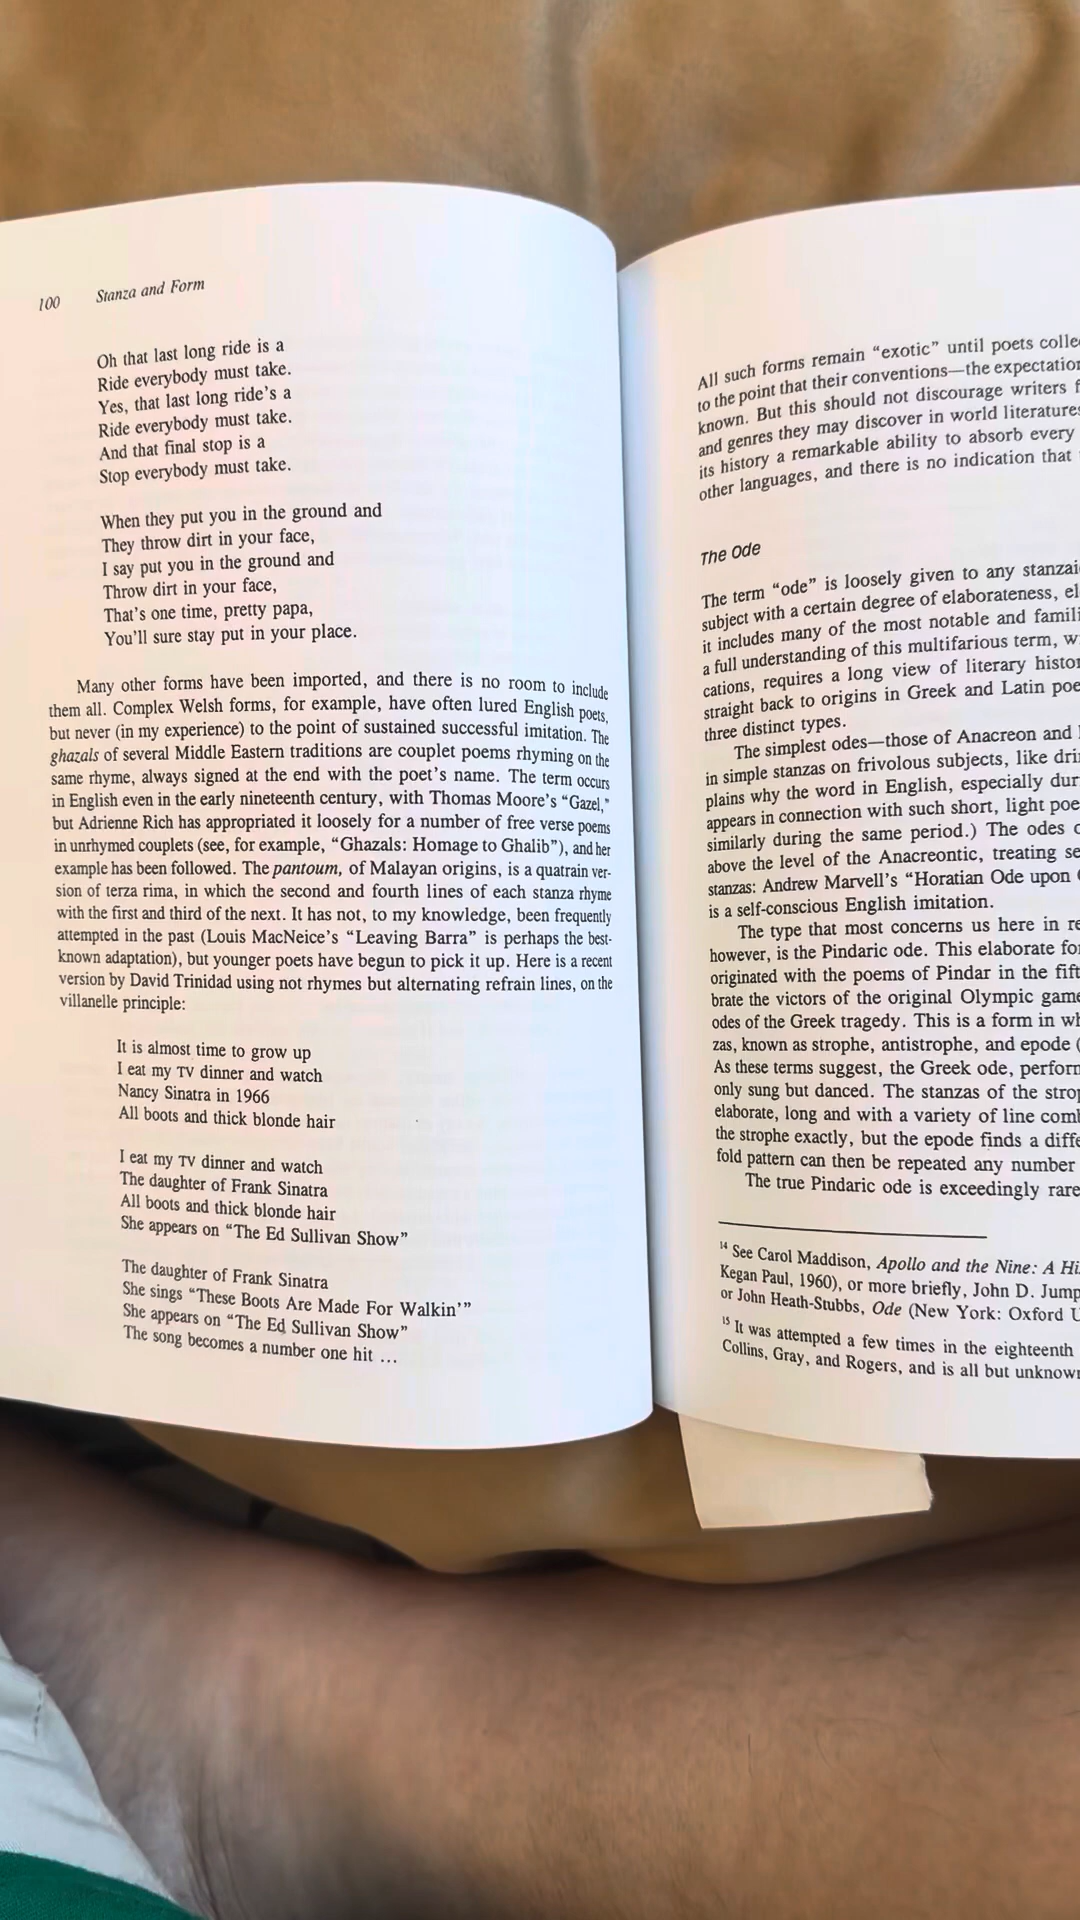 100 Stanza and Form
Oh that last long ride is a
Ride everybody must take.
Yes, that last long ride's a
Ride everybody must take.
And that final stop is a
Stop everybody must take.
When they put you in the ground and
They throw dirt in your face,
I say put you in the ground and
Throw dirt in your face,
That's one time, pretty papa,
You'll sure stay put in your place.
Many other forms have been imported, and there is no room to include
them all. Complex Welsh forms, for example, have often lured English poets,
but never (in my experience) to the point of sustained successful imitation. The
ghazals of several Middle Eastern traditions are couplet poems rhyming on the
same rhyme, always signed at the end with the poet's name. The term occurs
in English even in the early nineteenth century, with Thomas Moore's "Gazel,"
but Adrienne Rich has appropriated it loosely for a number of free verse poems
in unrhymed couplets (see, for example, "Ghazals: Homage to Ghalib"), and her
example has been followed. The pantoum, of Malayan origins, is a quatrain ver-
sion of terza rima, in which the second and fourth lines of each stanza rhyme
with the first and third of the next. It has not, to my knowledge, been frequently
attempted in the past (Louis MacNeice's "Leaving Barra" is perhaps the best-
known adaptation), but younger poets have begun to pick it up. Here is a recent
version by David Trinidad using not rhymes but alternating refrain lines, on the
villanelle principle:
It is almost time to grow up
I eat my TV dinner and watch
Nancy Sinatra in 1966
All boots and thick blonde hair
I eat my TV dinner and watch
The daughter of Frank Sinatra
All boots and thick blonde hair
She appears on "The Ed Sullivan Show"
The daughter of Frank Sinatra
She sings "These Boots Are Made For Walkin'"
She appears on "The Ed Sullivan Show"
The song becomes a number one hit ...
All such forms remain "exotic" until poets
to the point that their conventions—the
known. But this should not discourage writers
and genres they may discover in world
its history a remarkable ability to absorb every
other languages, and there is no indication that
The Ode
The term "ode" is loosely given to any
subject with a certain degree of elaborateness,
it includes many of the most notable and
a full understanding of this multifarious term,
cations, requires a long view of literary
straight back to origins in Greek and Latin
three distinct types.
The simplest odes—those of Anacreon and
in simple stanzas on frivolous subjects, like
plains why the word in English, especially
appears in connection with such short, light
similarly during the same period.) The odes
above the level of the Anacreontic, treating
stanzas: Andrew Marvell's "Horatian Ode upon
is a self-conscious English imitation.
The type that most concerns us here in
however, is the Pindaric ode. This elaborate
originated with the poems of Pindar in the
brate the victors of the original Olympic
odes of the Greek tragedy. This is a form in
zas, known as strophe, antistrophe, and epode (
As these terms suggest, the Greek ode,
only sung but danced. The stanzas of the
elaborate, long and with a variety of line
the strophe exactly, but the epode finds a
fold pattern can then be repeated any number
The true Pindaric ode is exceedingly rare
14 See Carol Maddison, Apollo and the Nine: A
Kegan Paul, 1960), or more briefly, John D. Jump
or John Heath-Stubbs, Ode (New York: Oxford
15 It was attempted a few times in the eighteenth
Collins, Gray, and Rogers, and is all but